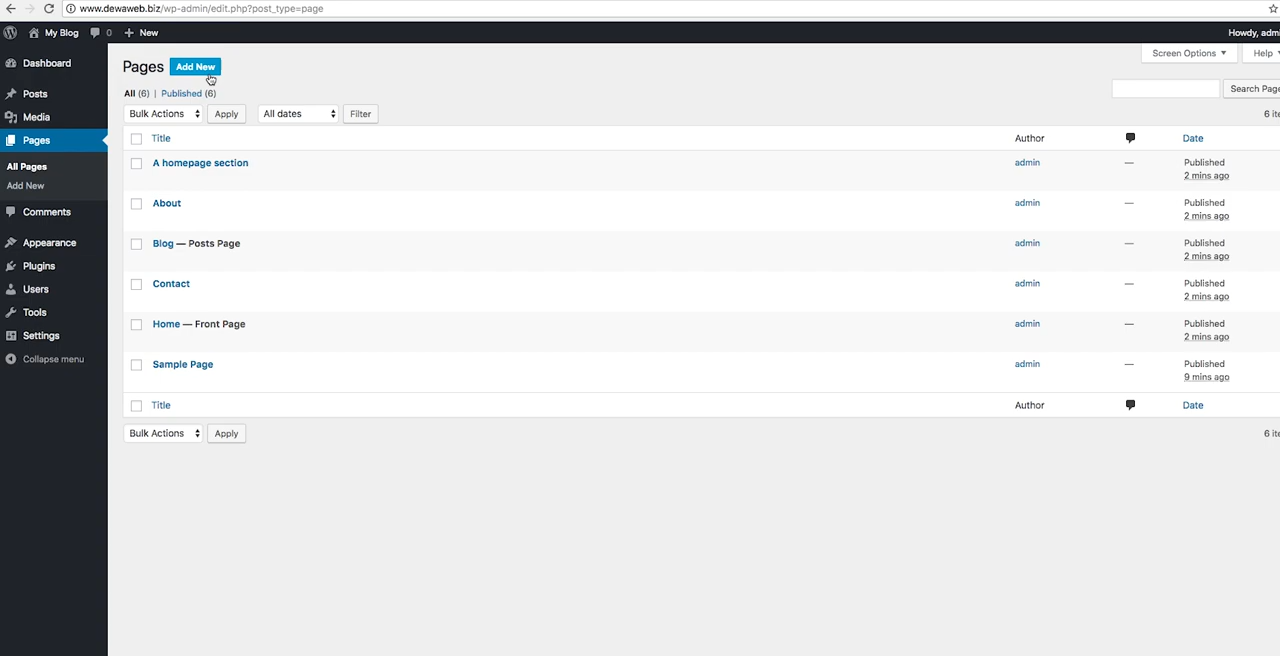 www.dewaweb.biz/wp-admin/edit.php?post_type=page
My Blog 0 + New Howdy, admi
Screen Options Help
Dashboard
Posts
Media
Pages
All Pages
Add New
Comments
Appearance
Plugins
Users
Tools
Settings
Collapse menu
Pages Add New
All (6) | Published (6)
Search Page
Bulk Actions Apply All dates Filter 6 ite
Title Author Date
A homepage section admin — Published
2 mins ago
About admin — Published
2 mins ago
Blog — Posts Page admin — Published
2 mins ago
Contact admin — Published
2 mins ago
Home — Front Page admin — Published
2 mins ago
Sample Page admin — Published
9 mins ago
Title Author Date
Bulk Actions Apply 6 ite